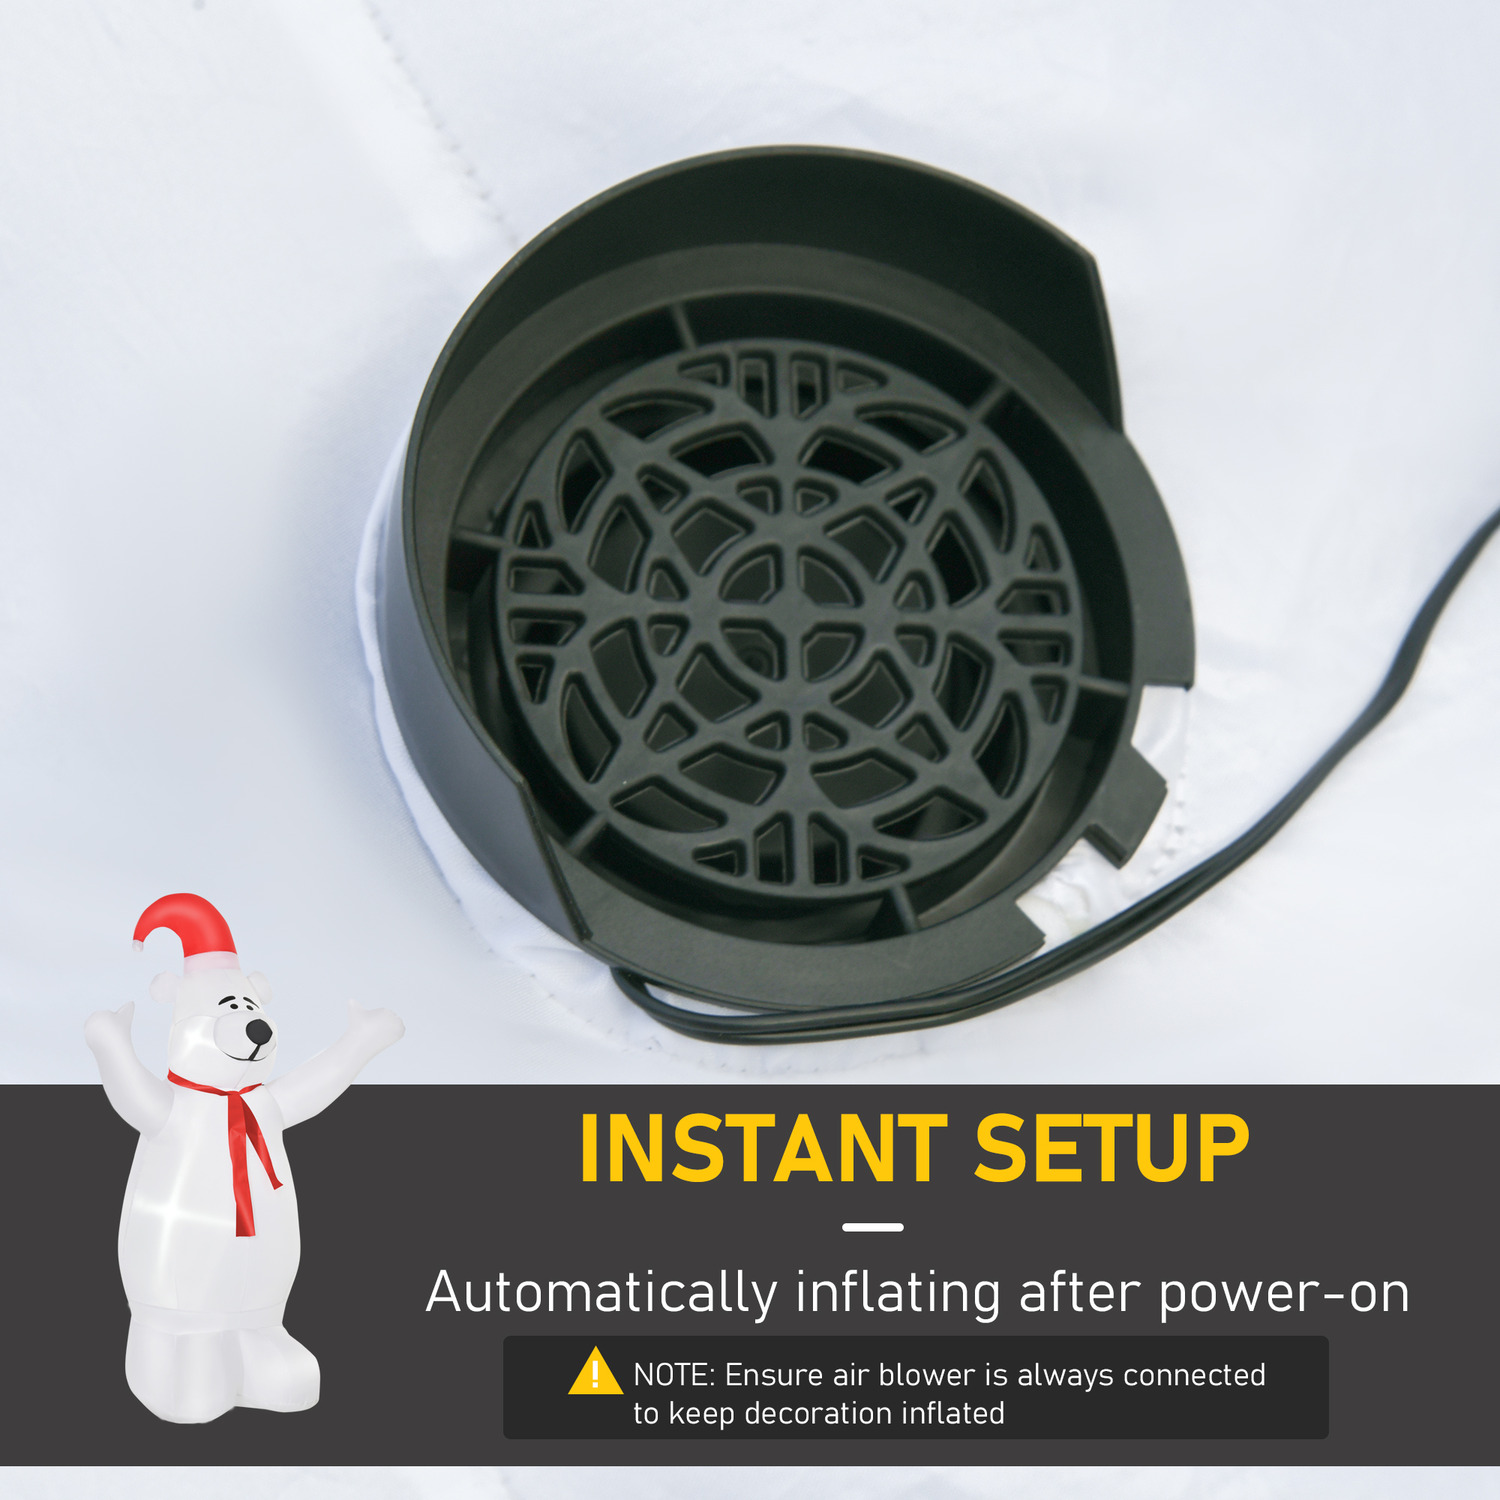 INSTANT SETUP
Automatically inflating after power-on
NOTE: Ensure air blower is always connected
to keep decoration inflated